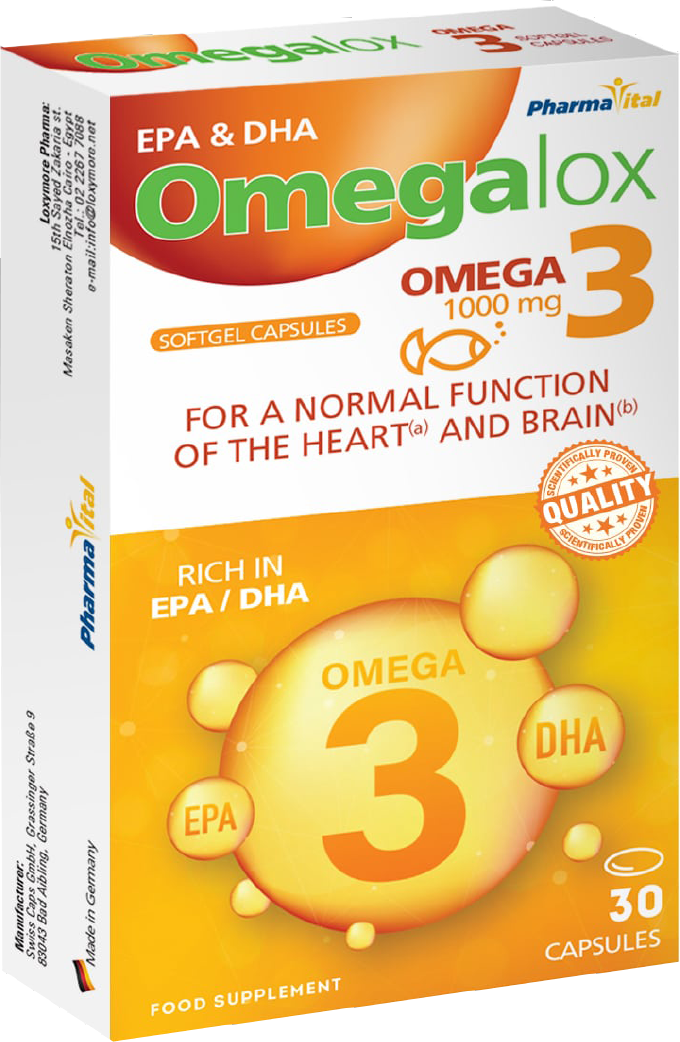 Omegalox
OMEGA
3
SOFTGEL
CAPSULES
PharmaVital
EPA & DHA
Omegalox
OMEGA
3
1000 mg
SOFTGEL CAPSULES
FOR A NORMAL FUNCTION
OF THE HEART(a) AND BRAIN(b)
SCIENTIFICALLY PROVEN
QUALITY
SCIENTIFICALLY PROVEN
RICH IN
EPA / DHA
OMEGA
3
DHA
EPA
30
CAPSULES
FOOD SUPPLEMENT
Loxymore Pharma:
15th Sayed Zakaria st.
Masaken Sheraton Elnozha Cairo - Egypt
Tel.: 02 2267 7088
e-mail:info@loxymore.net
PharmaVital
Manufacturer:
Swiss Caps GmbH, Grassinger Straße 9
83043 Bad Aibling, Germany
Made in Germany